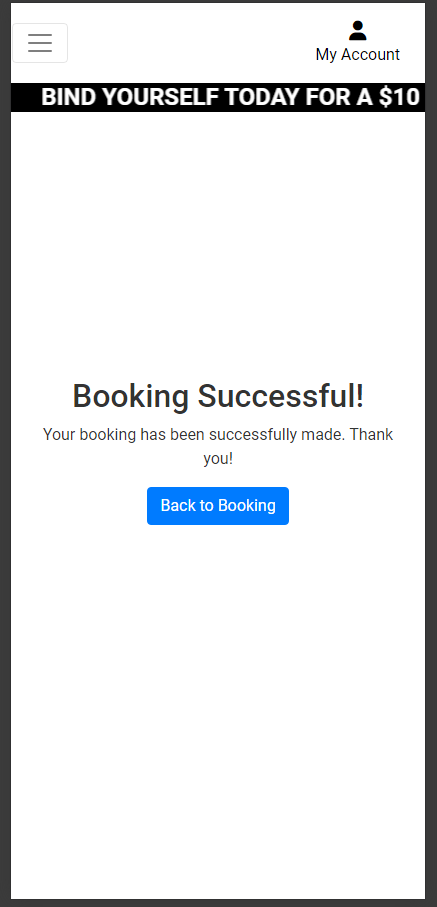 My Account
BIND YOURSELF TODAY FOR A $10
Booking Successful!
Your booking has been successfully made. Thank
you!
Back to Booking